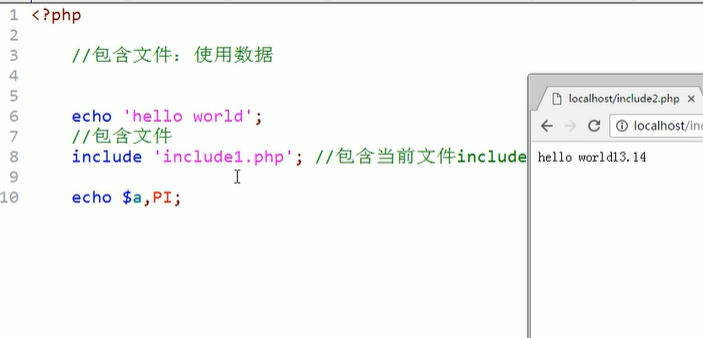 1 <?php
2
3 //包含文件：使用数据
4
5
6 echo 'hello world';
7 //包含文件
8 include 'include1.php'; //包含当前文件include
9
10 echo $a,PI;
localhost/include2.php ×
localhost/inc
hello world13.14